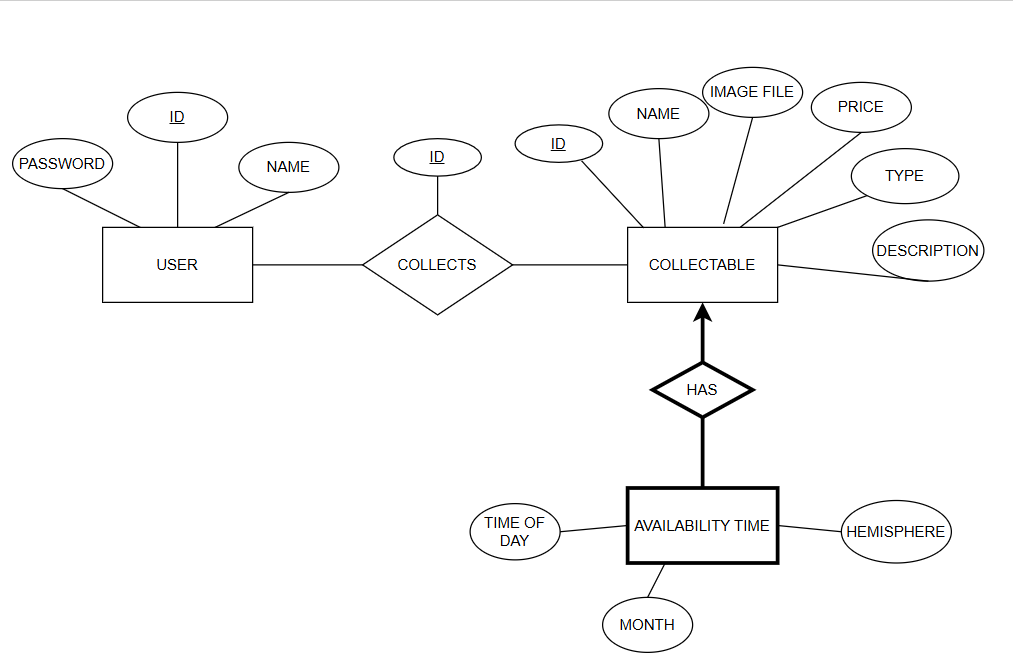 IMAGE FILE
PRICE
NAME
ID
ID
ID
PASSWORD
NAME
TYPE
DESCRIPTION
USER
COLLECTS
COLLECTABLE
HAS
TIME OF
DAY
AVAILABILITY TIME
HEMISPHERE
MONTH